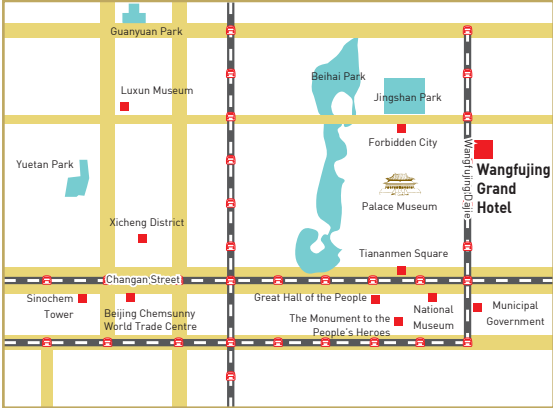 Guanyuan Park
Beihai Park
Luxun Museum
Jingshan Park
Forbidden City
Yuetan Park
Wangfujing Dajie
Wangfujing
Grand
Hotel
Palace Museum
Xicheng District
Tiananmen Square
Changan Street
Sinochem
Tower
Beijing Chemsunny
World Trade Centre
Great Hall of the People
The Monument to the
People's Heroes
National
Museum
Municipal
Government